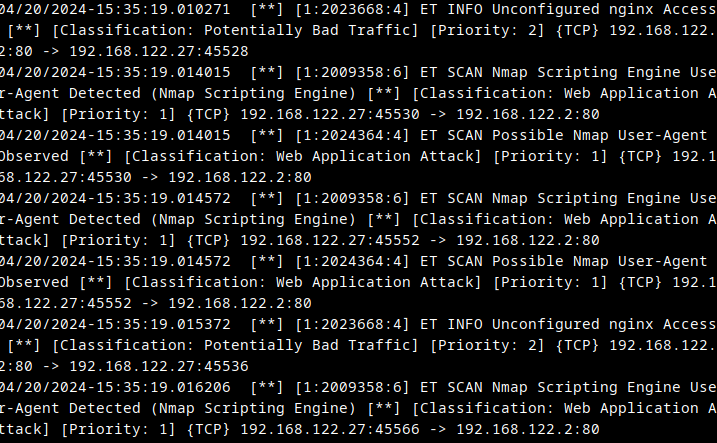 04/20/2024-15:35:19.010271  [**] [1:2023668:4] ET INFO Unconfigured nginx Access
 [**] [Classification: Potentially Bad Traffic] [Priority: 2] {TCP} 192.168.122.
2:80 -> 192.168.122.27:45528
04/20/2024-15:35:19.014015  [**] [1:2009358:6] ET SCAN Nmap Scripting Engine Use
r-Agent Detected (Nmap Scripting Engine) [**] [Classification: Web Application A
ttack] [Priority: 1] {TCP} 192.168.122.27:45530 -> 192.168.122.2:80
04/20/2024-15:35:19.014015  [**] [1:2024364:4] ET SCAN Possible Nmap User-Agent
Observed [**] [Classification: Web Application Attack] [Priority: 1] {TCP} 192.1
68.122.27:45530 -> 192.168.122.2:80
04/20/2024-15:35:19.014572  [**] [1:2009358:6] ET SCAN Nmap Scripting Engine Use
r-Agent Detected (Nmap Scripting Engine) [**] [Classification: Web Application A
ttack] [Priority: 1] {TCP} 192.168.122.27:45552 -> 192.168.122.2:80
04/20/2024-15:35:19.014572  [**] [1:2024364:4] ET SCAN Possible Nmap User-Agent
Observed [**] [Classification: Web Application Attack] [Priority: 1] {TCP} 192.1
68.122.27:45552 -> 192.168.122.2:80
04/20/2024-15:35:19.015372  [**] [1:2023668:4] ET INFO Unconfigured nginx Access
 [**] [Classification: Potentially Bad Traffic] [Priority: 2] {TCP} 192.168.122.
2:80 -> 192.168.122.27:45536
04/20/2024-15:35:19.016206  [**] [1:2009358:6] ET SCAN Nmap Scripting Engine Use
r-Agent Detected (Nmap Scripting Engine) [**] [Classification: Web Application A
ttack] [Priority: 1] {TCP} 192.168.122.27:45566 -> 192.168.122.2:80